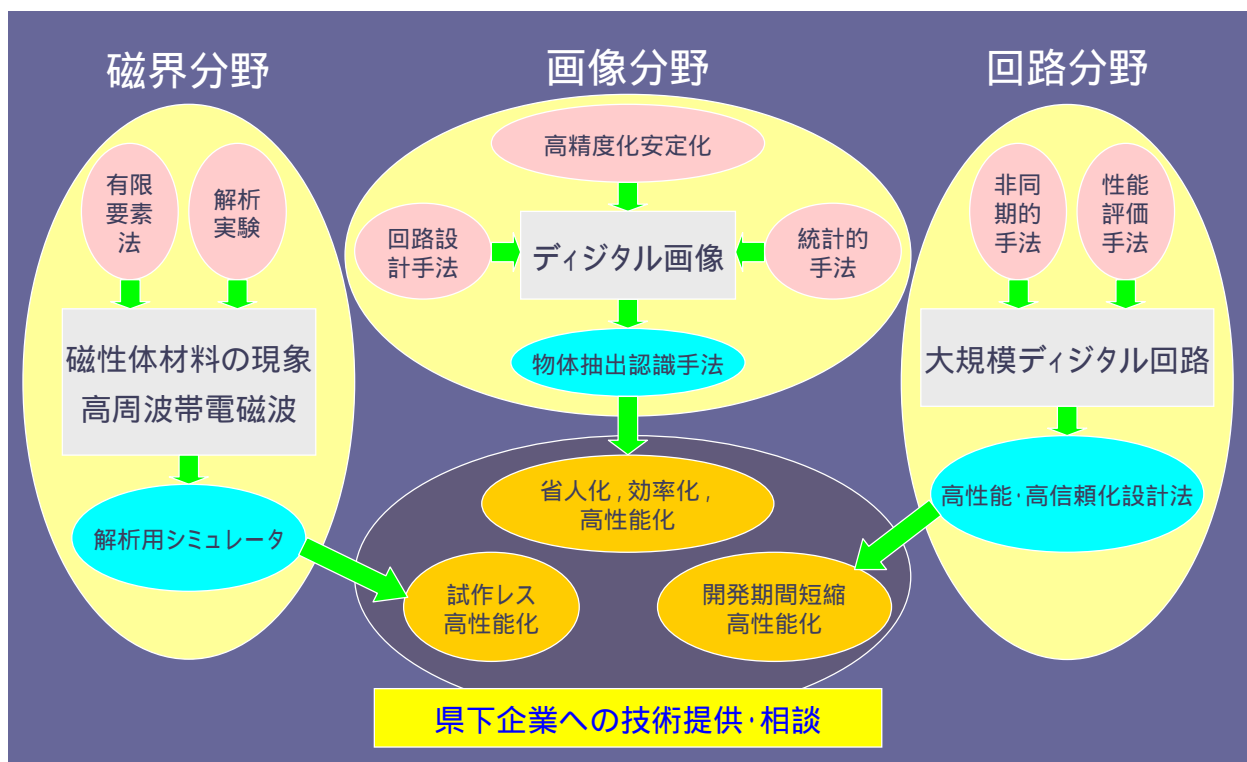 磁界分野
画像分野
回路分野
高精度化安定化
有限
要素
法
解析
実験
回路設
計手法
ディジタル画像
統計的
手法
非同
期的
手法
性能
評価
手法
磁性体材料の現象
高周波帯電磁波
物体抽出認識手法
大規模ディジタル回路
解析用シミュレータ
省人化,効率化,
高性能化
高性能・高信頼化設計法
試作レス
高性能化
開発期間短縮
高性能化
県下企業への技術提供・相談